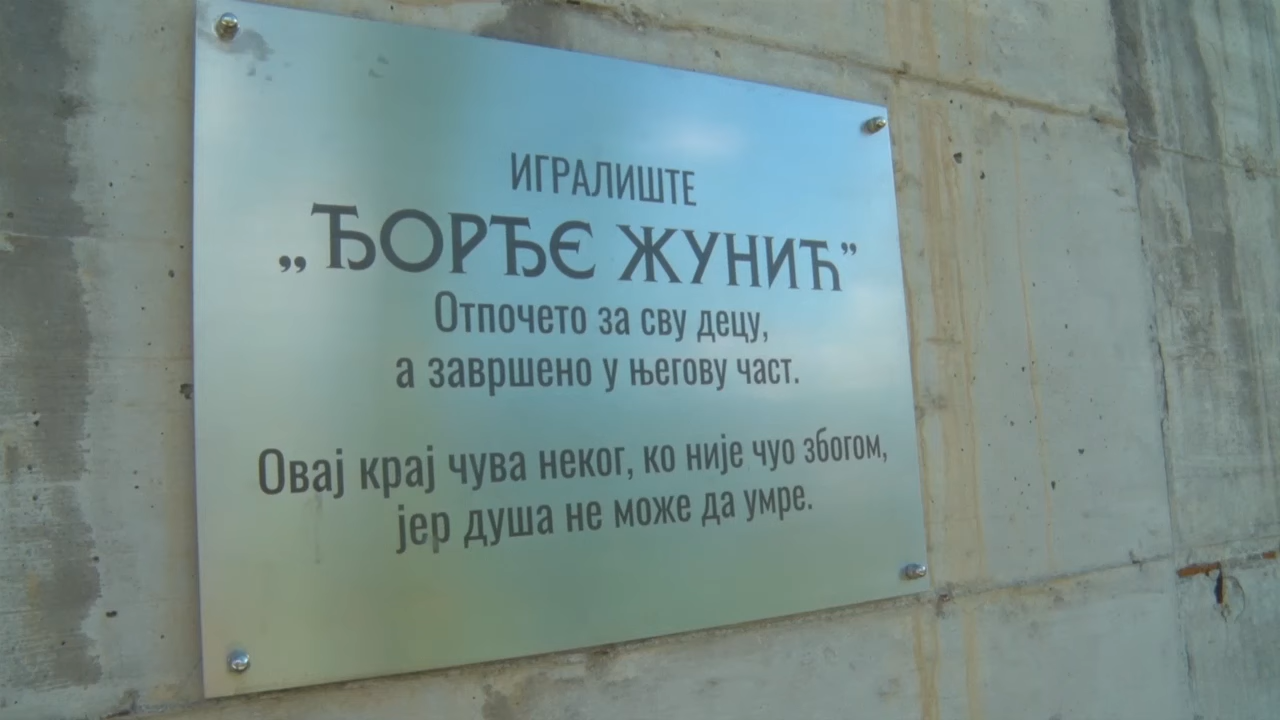 ИГРАЛИШТЕ
„ЂОРЂЕ ЖУНИЋ”
Отпочето за сву децу,
а завршено у његову част.
Овај крај чува неког, ко није чуо збогом,
јер душа не може да умре.